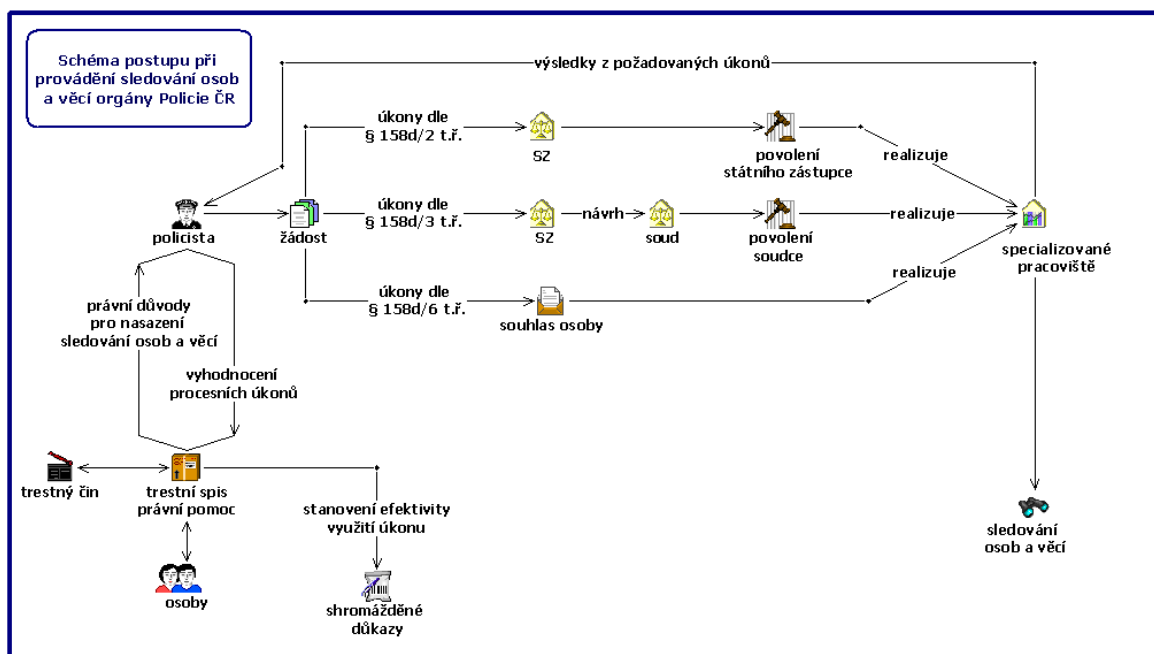 Schéma postupu při
provádění sledování osob
a věcí orgány Policie ČR
výsledky z požadovaných úkonů
úkony dle
§ 158d/2 t.ř.
SZ
povolení
státního zástupce
realizuje
policista
žádost
úkony dle
§ 158d/3 t.ř.
SZ
návrh
soud
povolení
soudce
realizuje
specializované
pracoviště
úkony dle
§ 158d/6 t.ř.
souhlas osoby
realizuje
právní důvody
pro nasazení
sledování osob a věcí
vyhodnocení
procesních úkonů
trestný čin
trestní spis
právní pomoc
stanovení efektivity
využití úkonu
sledování
osob a věcí
osoby
shromážděné
důkazy